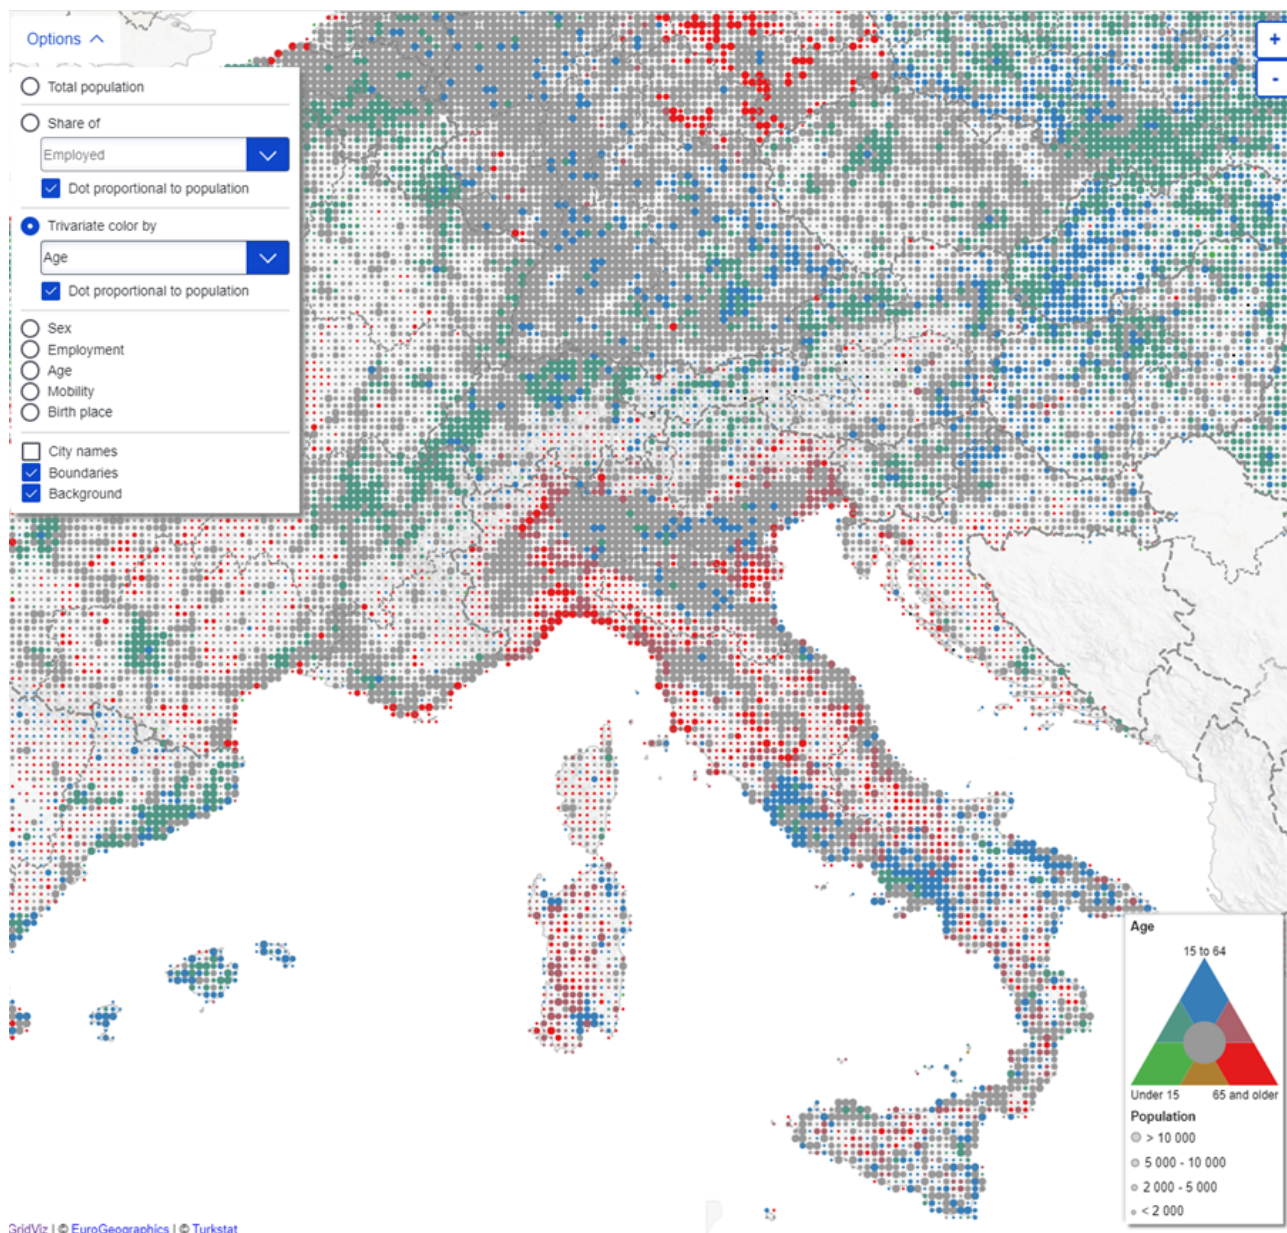 Options
+
-
Total population
Share of
Employed
Dot proportional to population
Trivariate color by
Age
Dot proportional to population
Sex
Employment
Age
Mobility
Birth place
City names
Boundaries
Background
Age
15 to 64
Under 15 65 and older
Population
> 10 000
5 000 - 10 000
2 000 - 5 000
< 2 000
GridViz | © EuroGeographics | © Turkstat